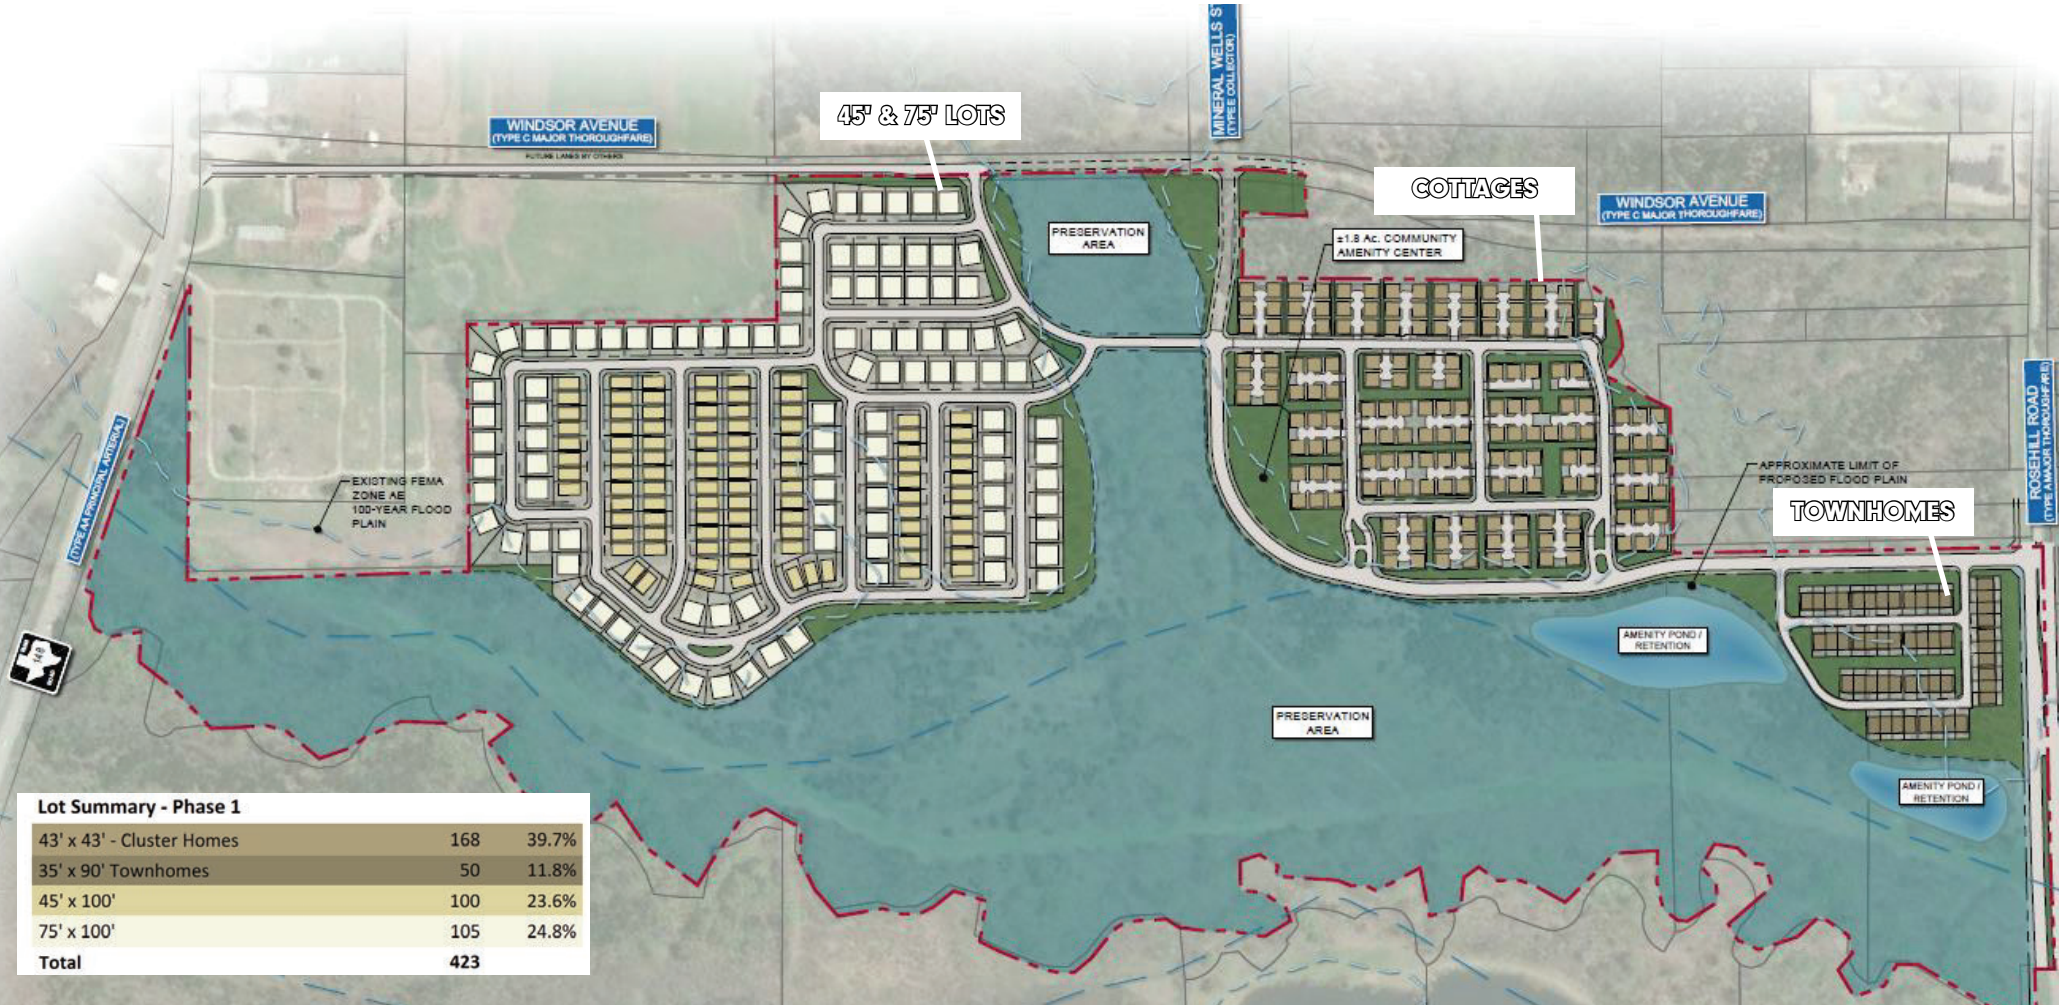 MINERAL WELLS ST
(TYPE E COLLECTOR)
45' & 75' LOTS
WINDSOR AVENUE
(TYPE C MAJOR THOROUGHFARE)
FUTURE LANES BY OTHERS
COTTAGES
WINDSOR AVENUE
(TYPE C MAJOR THOROUGHFARE)
PRESERVATION
AREA
±1.8 Ac. COMMUNITY
AMENITY CENTER
ROSEHILL ROAD
(TYPE A MAJOR THOROUGHFARE)
(TYPE AA PRINCIPAL ARTERIAL)
EXISTING FEMA
ZONE AE
100-YEAR FLOOD
PLAIN
APPROXIMATE LIMIT OF
PROPOSED FLOOD PLAIN
TOWNHOMES
AMENITY POND /
RETENTION
148
ROAD
PRESERVATION
AREA
AMENITY POND /
RETENTION
Lot Summary - Phase 1
43' x 43' - Cluster Homes 168 39.7%
35' x 90' Townhomes 50 11.8%
45' x 100' 100 23.6%
75' x 100' 105 24.8%
Total 423